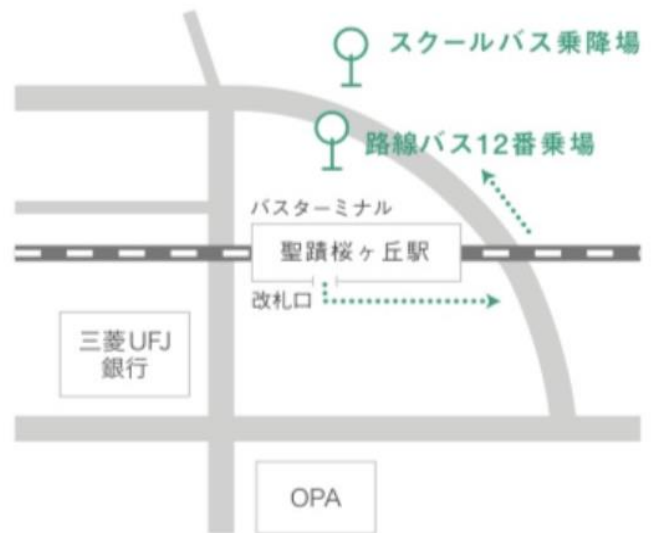 スクールバス乗降場
路線バス12番乗場
バスターミナル
聖蹟桜ヶ丘駅
改札口
三菱UFJ
銀行
OPA